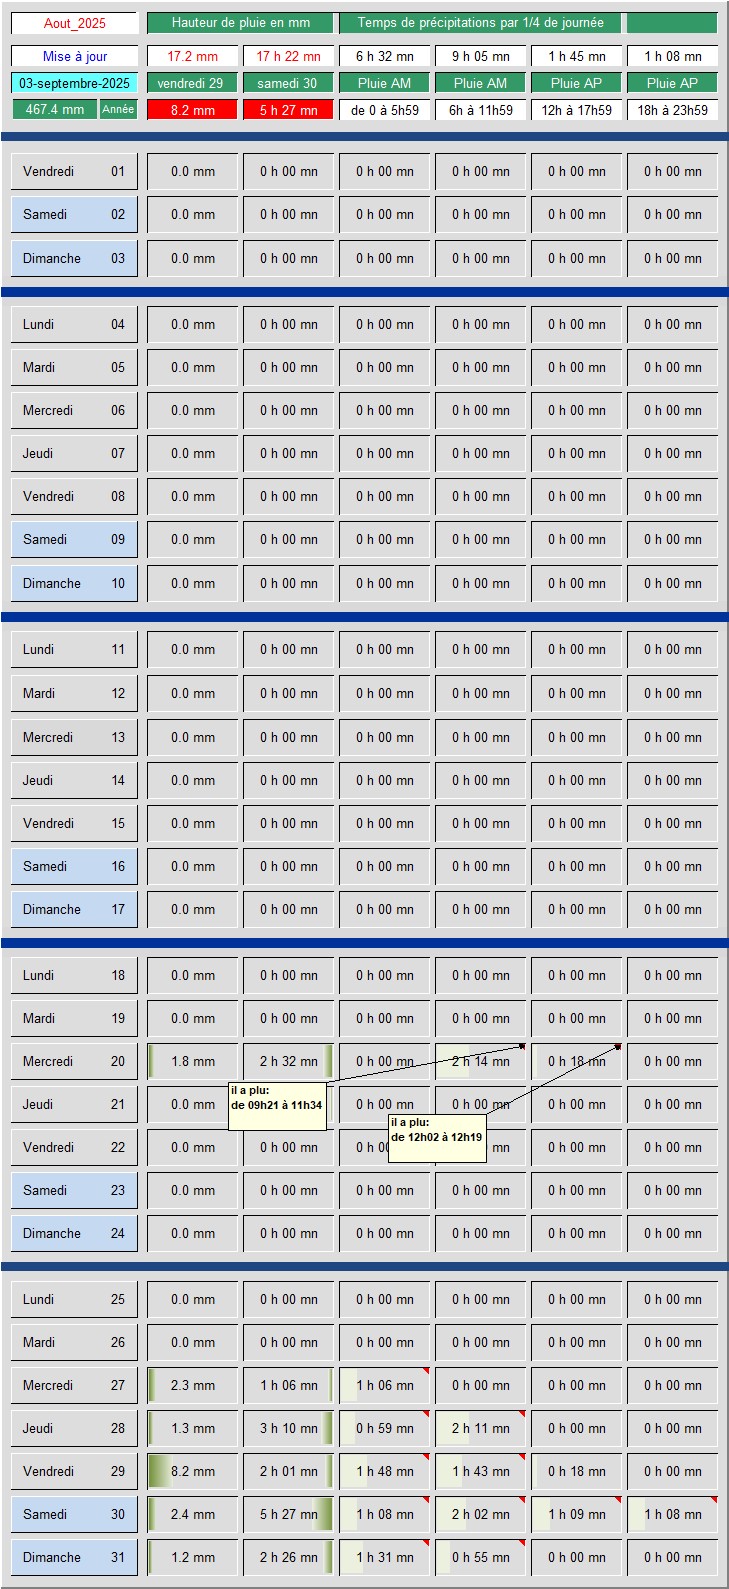 Aout_2025 Hauteur de pluie en mm Temps de précipitations par 1/4 de journée
Mise à jour 17.2 mm 17 h 22 mn 6 h 32 mn 9 h 05 mn 1 h 45 mn 1 h 08 mn
03-septembre-2025 vendredi 29 samedi 30 Pluie AM Pluie AM Pluie AP Pluie AP
467.4 mm Année 8.2 mm 5 h 27 mn de 0 à 5h59 6h à 11h59 12h à 17h59 18h à 23h59
Vendredi 01 0.0 mm 0 h 00 mn 0 h 00 mn 0 h 00 mn 0 h 00 mn 0 h 00 mn
Samedi 02 0.0 mm 0 h 00 mn 0 h 00 mn 0 h 00 mn 0 h 00 mn 0 h 00 mn
Dimanche 03 0.0 mm 0 h 00 mn 0 h 00 mn 0 h 00 mn 0 h 00 mn 0 h 00 mn
Lundi 04 0.0 mm 0 h 00 mn 0 h 00 mn 0 h 00 mn 0 h 00 mn 0 h 00 mn
Mardi 05 0.0 mm 0 h 00 mn 0 h 00 mn 0 h 00 mn 0 h 00 mn 0 h 00 mn
Mercredi 06 0.0 mm 0 h 00 mn 0 h 00 mn 0 h 00 mn 0 h 00 mn 0 h 00 mn
Jeudi 07 0.0 mm 0 h 00 mn 0 h 00 mn 0 h 00 mn 0 h 00 mn 0 h 00 mn
Vendredi 08 0.0 mm 0 h 00 mn 0 h 00 mn 0 h 00 mn 0 h 00 mn 0 h 00 mn
Samedi 09 0.0 mm 0 h 00 mn 0 h 00 mn 0 h 00 mn 0 h 00 mn 0 h 00 mn
Dimanche 10 0.0 mm 0 h 00 mn 0 h 00 mn 0 h 00 mn 0 h 00 mn 0 h 00 mn
Lundi 11 0.0 mm 0 h 00 mn 0 h 00 mn 0 h 00 mn 0 h 00 mn 0 h 00 mn
Mardi 12 0.0 mm 0 h 00 mn 0 h 00 mn 0 h 00 mn 0 h 00 mn 0 h 00 mn
Mercredi 13 0.0 mm 0 h 00 mn 0 h 00 mn 0 h 00 mn 0 h 00 mn 0 h 00 mn
Jeudi 14 0.0 mm 0 h 00 mn 0 h 00 mn 0 h 00 mn 0 h 00 mn 0 h 00 mn
Vendredi 15 0.0 mm 0 h 00 mn 0 h 00 mn 0 h 00 mn 0 h 00 mn 0 h 00 mn
Samedi 16 0.0 mm 0 h 00 mn 0 h 00 mn 0 h 00 mn 0 h 00 mn 0 h 00 mn
Dimanche 17 0.0 mm 0 h 00 mn 0 h 00 mn 0 h 00 mn 0 h 00 mn 0 h 00 mn
Lundi 18 0.0 mm 0 h 00 mn 0 h 00 mn 0 h 00 mn 0 h 00 mn 0 h 00 mn
Mardi 19 0.0 mm 0 h 00 mn 0 h 00 mn 0 h 00 mn 0 h 00 mn 0 h 00 mn
Mercredi 20 1.8 mm 2 h 32 mn 0 h 00 mn 2 h 14 mn 0 h 18 mn 0 h 00 mn
il a plu:
de 09h21 à 11h34
Jeudi 21 0.0 mm 0 h 00 mn 0 h 00 mn 0 h 00 mn 0 h 00 mn
il a plu:
de 12h02 à 12h19
Vendredi 22 0.0 mm 0 h 00 mn 0 h 00 mn 0 h 00 mn 0 h 00 mn
Samedi 23 0.0 mm 0 h 00 mn 0 h 00 mn 0 h 00 mn 0 h 00 mn 0 h 00 mn
Dimanche 24 0.0 mm 0 h 00 mn 0 h 00 mn 0 h 00 mn 0 h 00 mn 0 h 00 mn
Lundi 25 0.0 mm 0 h 00 mn 0 h 00 mn 0 h 00 mn 0 h 00 mn 0 h 00 mn
Mardi 26 0.0 mm 0 h 00 mn 0 h 00 mn 0 h 00 mn 0 h 00 mn 0 h 00 mn
Mercredi 27 2.3 mm 1 h 06 mn 1 h 06 mn 0 h 00 mn 0 h 00 mn 0 h 00 mn
Jeudi 28 1.3 mm 3 h 10 mn 0 h 59 mn 2 h 11 mn 0 h 00 mn 0 h 00 mn
Vendredi 29 8.2 mm 2 h 01 mn 1 h 48 mn 1 h 43 mn 0 h 18 mn 0 h 00 mn
Samedi 30 2.4 mm 5 h 27 mn 1 h 08 mn 2 h 02 mn 1 h 09 mn 1 h 08 mn
Dimanche 31 1.2 mm 2 h 26 mn 1 h 31 mn 0 h 55 mn 0 h 00 mn 0 h 00 mn